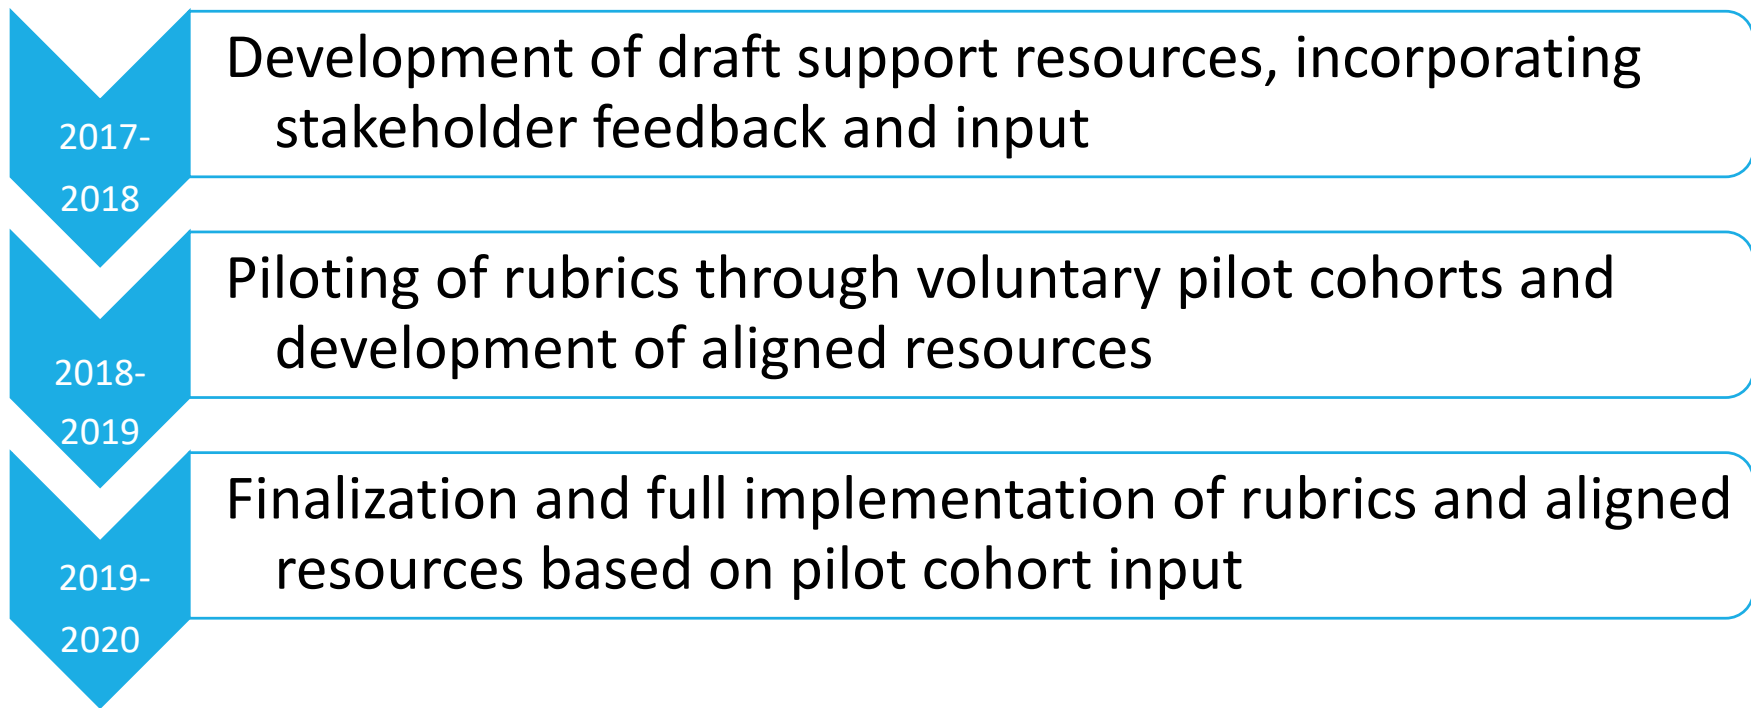 2017-
2018
Development of draft support resources, incorporating
stakeholder feedback and input
2018-
2019
Piloting of rubrics through voluntary pilot cohorts and
development of aligned resources
2019-
2020
Finalization and full implementation of rubrics and aligned
resources based on pilot cohort input